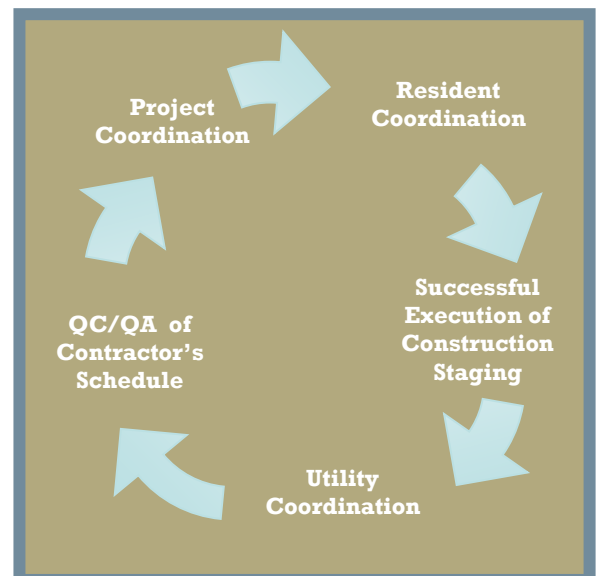 Project
Coordination
Resident
Coordination
Successful
Execution of
Construction
Staging
Utility
Coordination
QC/QA  of
Contractor’s
Schedule